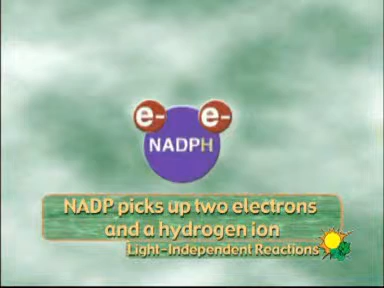 e- e-
NADPH
NADP picks up two electrons
and a hydrogen ion
Light-Independent Reactions